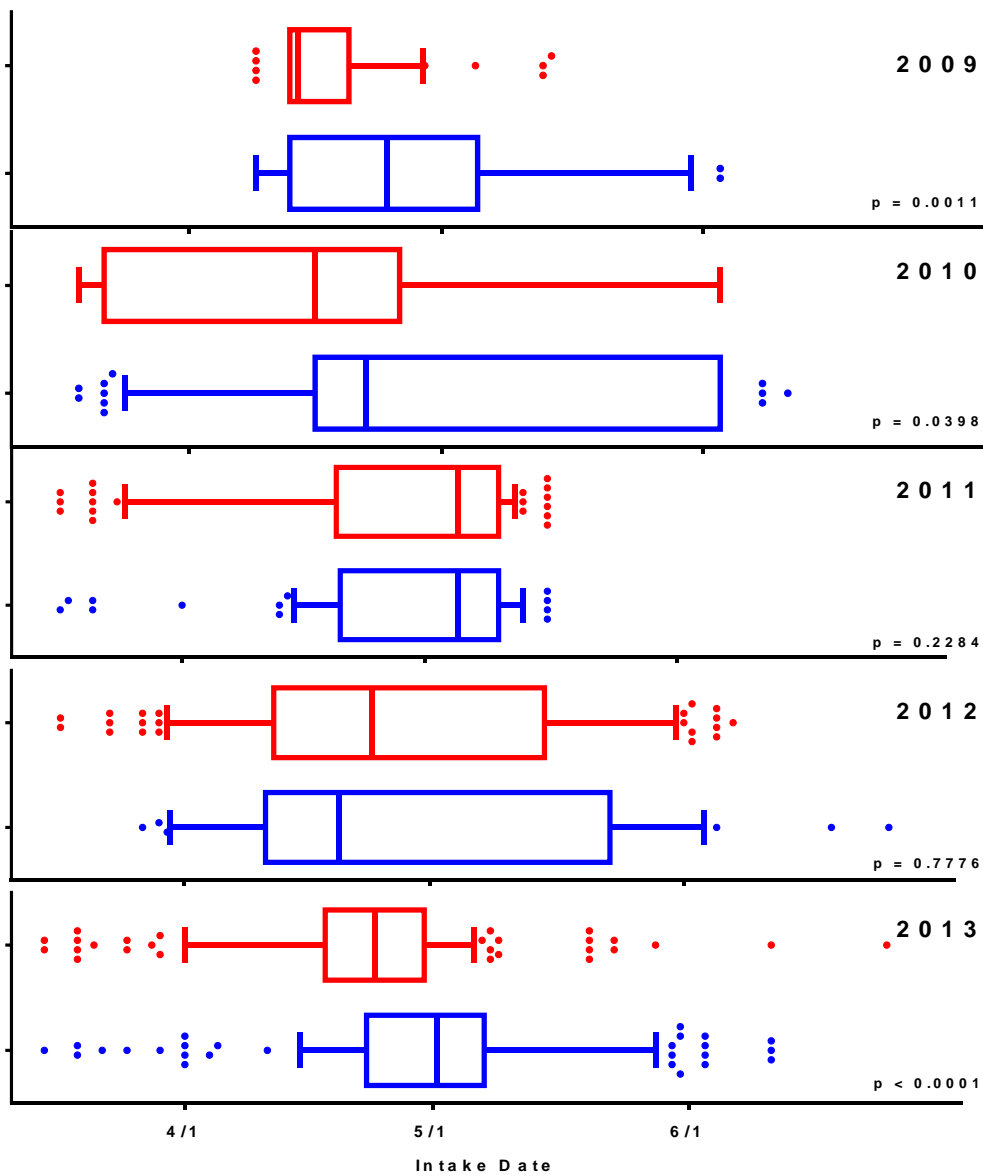 2009
p = 0.0011
2010
p = 0.0398
2011
p = 0.2284
2012
p = 0.7776
2013
p < 0.0001
4/1 5/1 6/1
Intake Date